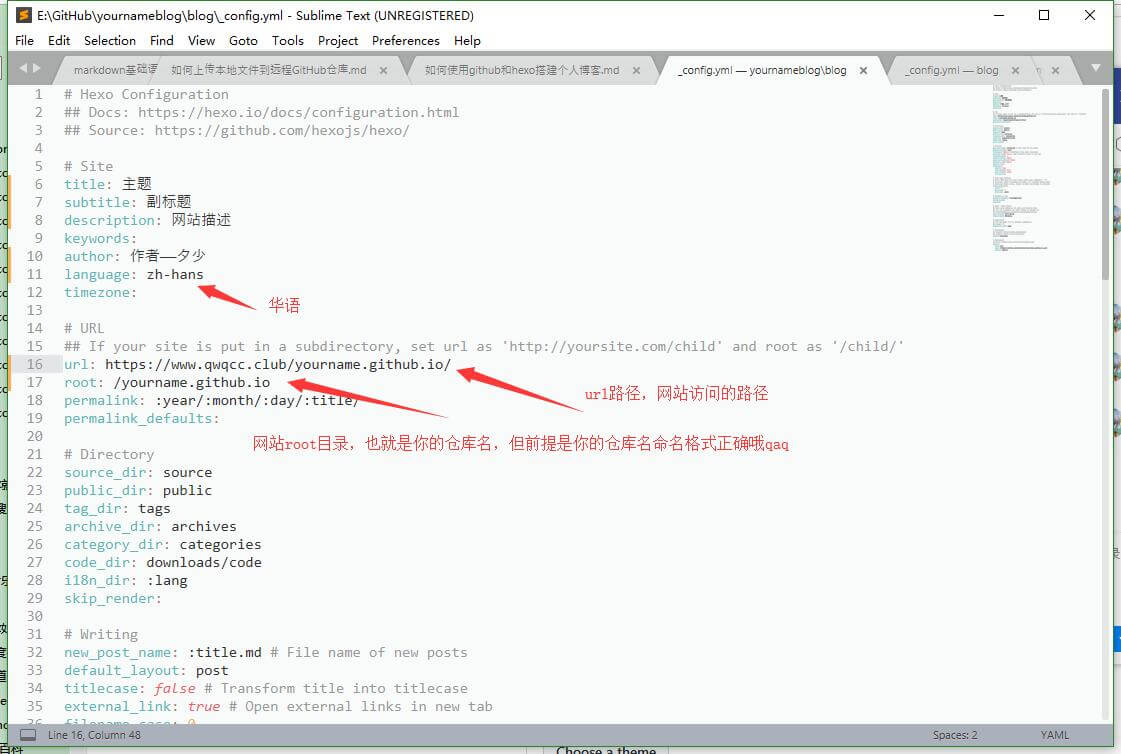 E:\GitHub\yournameblog\blog\_config.yml - Sublime Text (UNREGISTERED)
File Edit Selection Find View Goto Tools Project Preferences Help
markdown基础语 如何上传本地文件到远程GitHub仓库.md × 如何使用github和hexo搭建个人博客.md × _config.yml — yournameblog\blog × _config.yml — blog × ×
1 # Hexo Configuration
2 ## Docs: https://hexo.io/docs/configuration.html
3 ## Source: https://github.com/hexojs/hexo/
4
5 # Site
6 title: 主题
7 subtitle: 副标题
8 description: 网站描述
9 keywords:
10 author: 作者——夕少
11 language: zh-hans
12 timezone:
华语
13
14 # URL
15 ## If your site is put in a subdirectory, set url as 'http://yoursite.com/child' and root as '/child/'
16 url: https://www.qwqcc.club/yourname.github.io/
17 root: /yourname.github.io
url路径，网站访问的路径
18 permalink: :year/:month/:day/:title/
19 permalink_defaults:
20
网站root目录，也就是你的仓库名，但前提是你的仓库名命名格式正确哦qaq
21 # Directory
22 source_dir: source
23 public_dir: public
24 tag_dir: tags
25 archive_dir: archives
26 category_dir: categories
27 code_dir: downloads/code
28 i18n_dir: :lang
29 skip_render:
30
31 # Writing
32 new_post_name: :title.md # File name of new posts
33 default_layout: post
34 titlecase: false # Transform title into titlecase
35 external_link: true # Open external links in new tab
36 filename_case: 0
Line 16, Column 48 Spaces: 2 YAML
Choose a theme